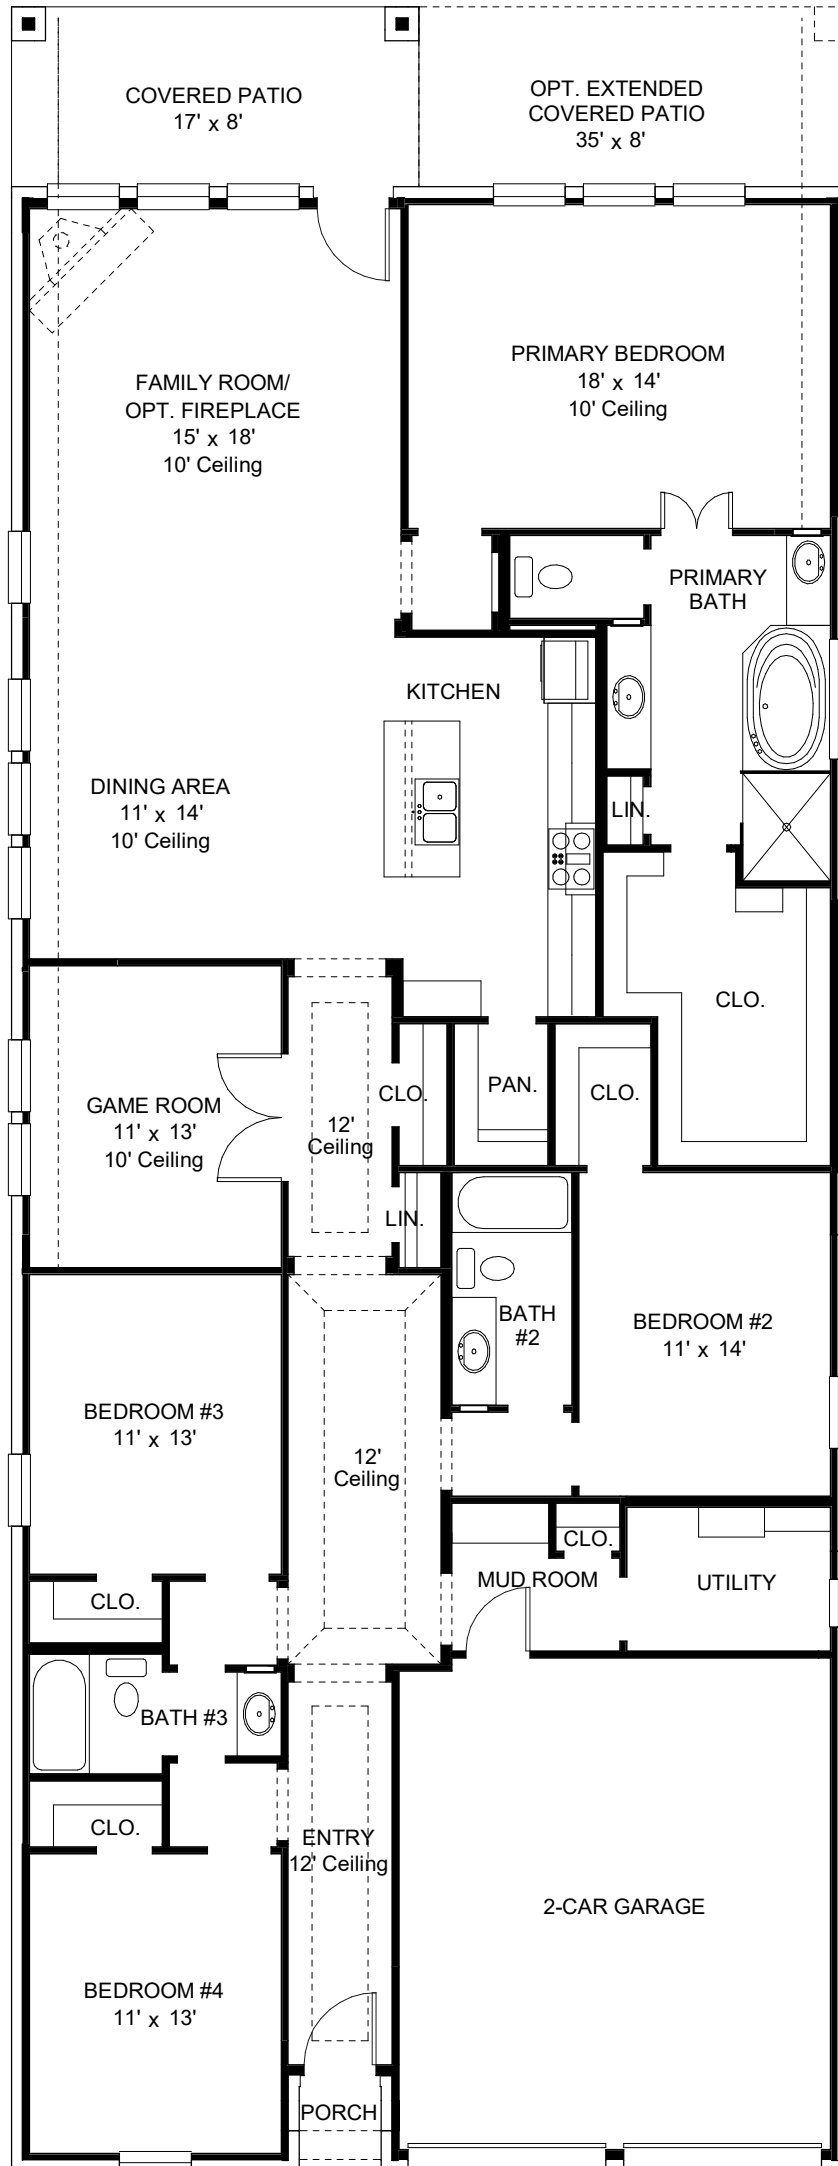 COVERED PATIO
17' x 8'
OPT. EXTENDED
COVERED PATIO
35' x 8'
FAMILY ROOM/
OPT. FIREPLACE
15' x 18'
10' Ceiling
PRIMARY BEDROOM
18' x 14'
10' Ceiling
PRIMARY
BATH
KITCHEN
DINING AREA
11' x 14'
10' Ceiling
LIN.
CLO.
GAME ROOM
11' x 13'
10' Ceiling
12'
Ceiling
CLO.
PAN.
CLO.
LIN.
BATH
#2
BEDROOM #2
11' x 14'
BEDROOM #3
11' x 13'
12'
Ceiling
CLO.
MUD ROOM
UTILITY
CLO.
BATH #3
CLO.
ENTRY
12' Ceiling
2-CAR GARAGE
BEDROOM #4
11' x 13'
PORCH